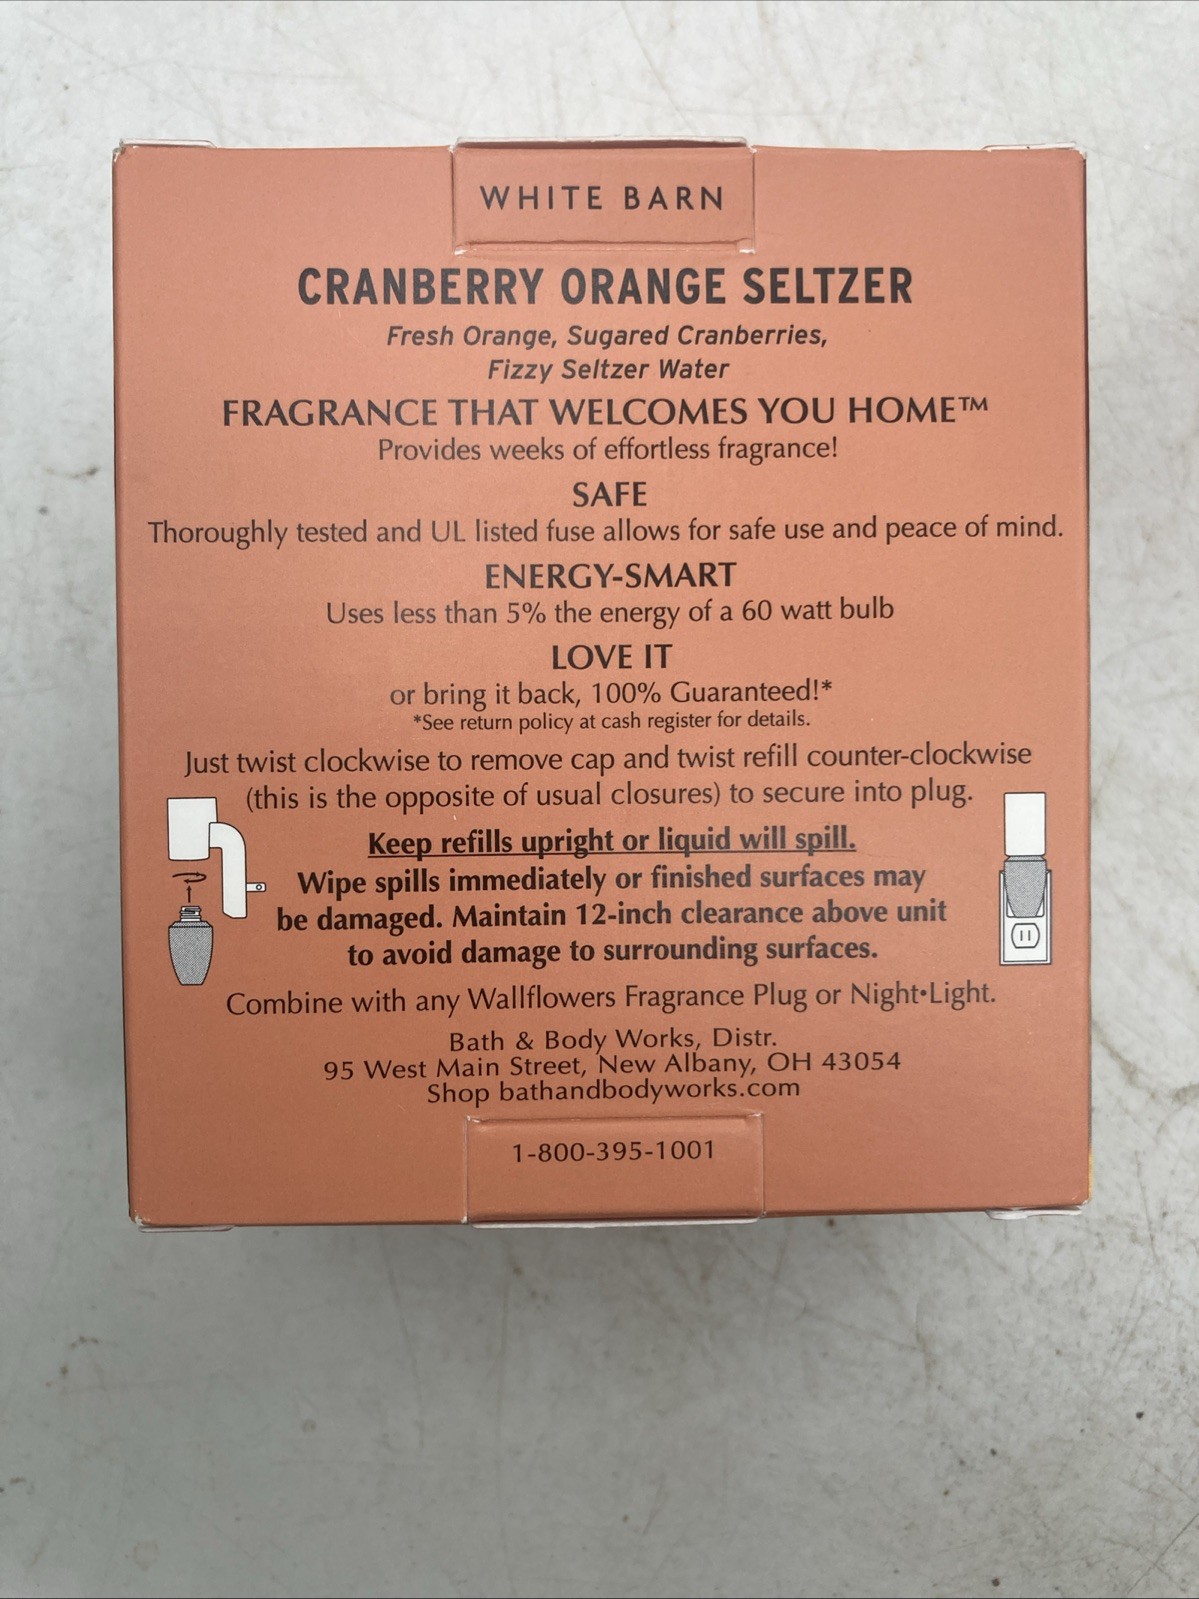 WHITE BARN
CRANBERRY ORANGE SELTZER
Fresh Orange, Sugared Cranberries,
Fizzy Seltzer Water
FRAGRANCE THAT WELCOMES YOU HOME™
Provides weeks of effortless fragrance!
SAFE
Thoroughly tested and UL listed fuse allows for safe use and peace of mind.
ENERGY-SMART
Uses less than 5% the energy of a 60 watt bulb
LOVE IT
or bring it back, 100% Guaranteed!*
*See return policy at cash register for details.
Just twist clockwise to remove cap and twist refill counter-clockwise
(this is the opposite of usual closures) to secure into plug.
Keep refills upright or liquid will spill.
Wipe spills immediately or finished surfaces may
be damaged. Maintain 12-inch clearance above unit
to avoid damage to surrounding surfaces.
Combine with any Wallflowers Fragrance Plug or Night•Light.
Bath & Body Works, Distr.
95 West Main Street, New Albany, OH 43054
Shop bathandbodyworks.com
1-800-395-1001